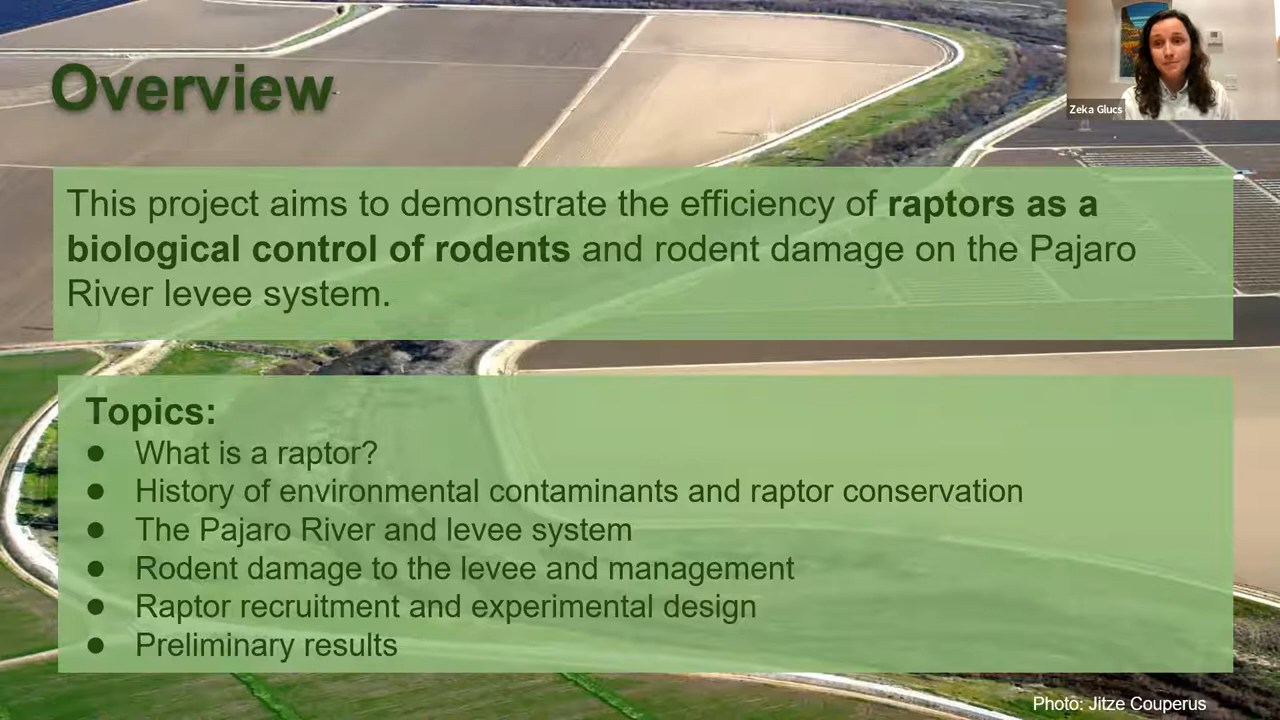 Overview
Zeka Glucs
This project aims to demonstrate the efficiency of raptors as a
biological control of rodents and rodent damage on the Pajaro
River levee system.
Topics:
● What is a raptor?
● History of environmental contaminants and raptor conservation
● The Pajaro River and levee system
● Rodent damage to the levee and management
● Raptor recruitment and experimental design
● Preliminary results
Photo: Jitze Couperus